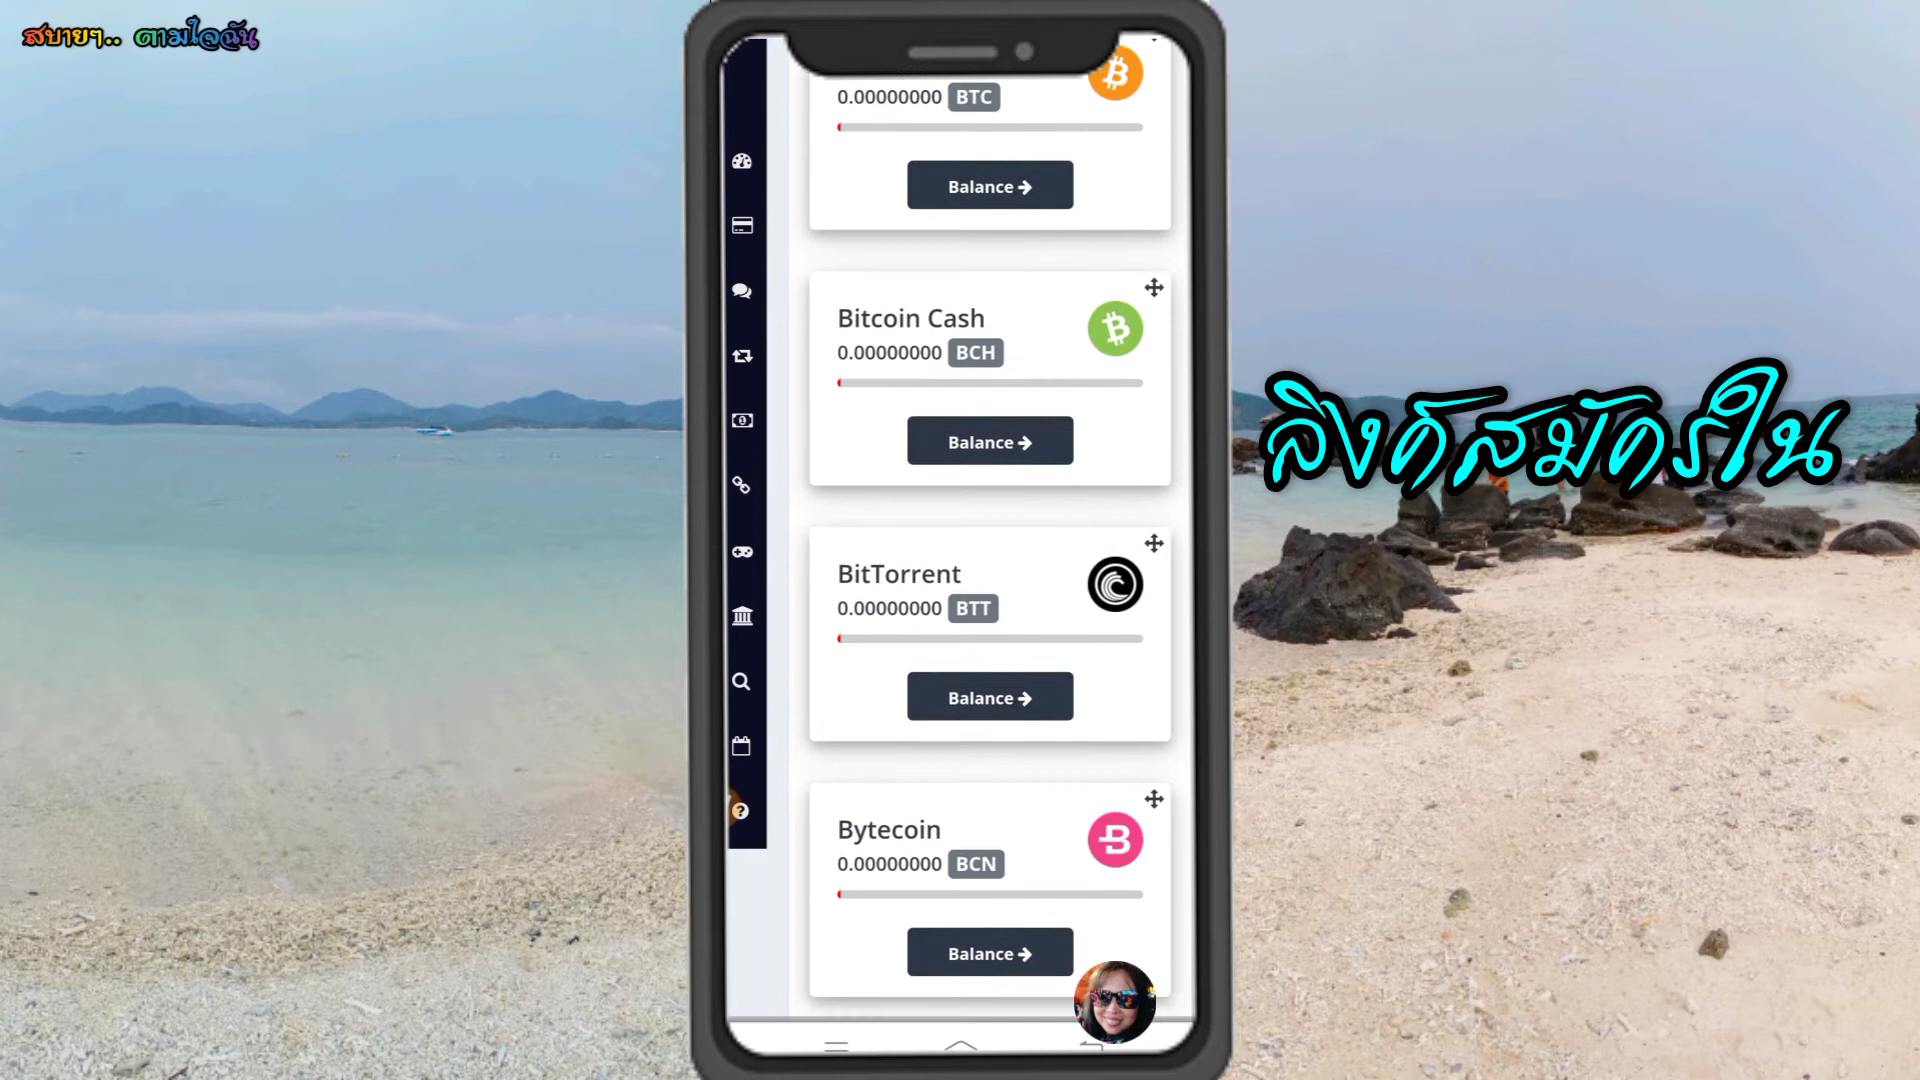 สบายๆ.. ตามใจฉัน
0.00000000 BTC
Balance
Bitcoin Cash
0.00000000 BCH
Balance
BitTorrent
0.00000000 BTT
Balance
Bytecoin
0.00000000 BCN
Balance
ลิงค์สมัครใน